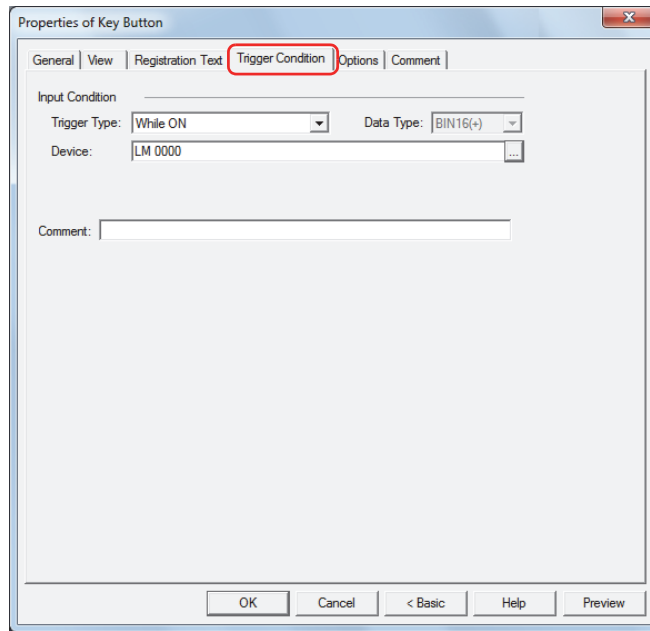 Properties of Key Button
General View Registration Text Trigger Condition Options Comment
Input Condition
Trigger Type: While ON Data Type: BIN16(+)
Device: LM 0000 ...
Comment:
OK Cancel < Basic Help Preview